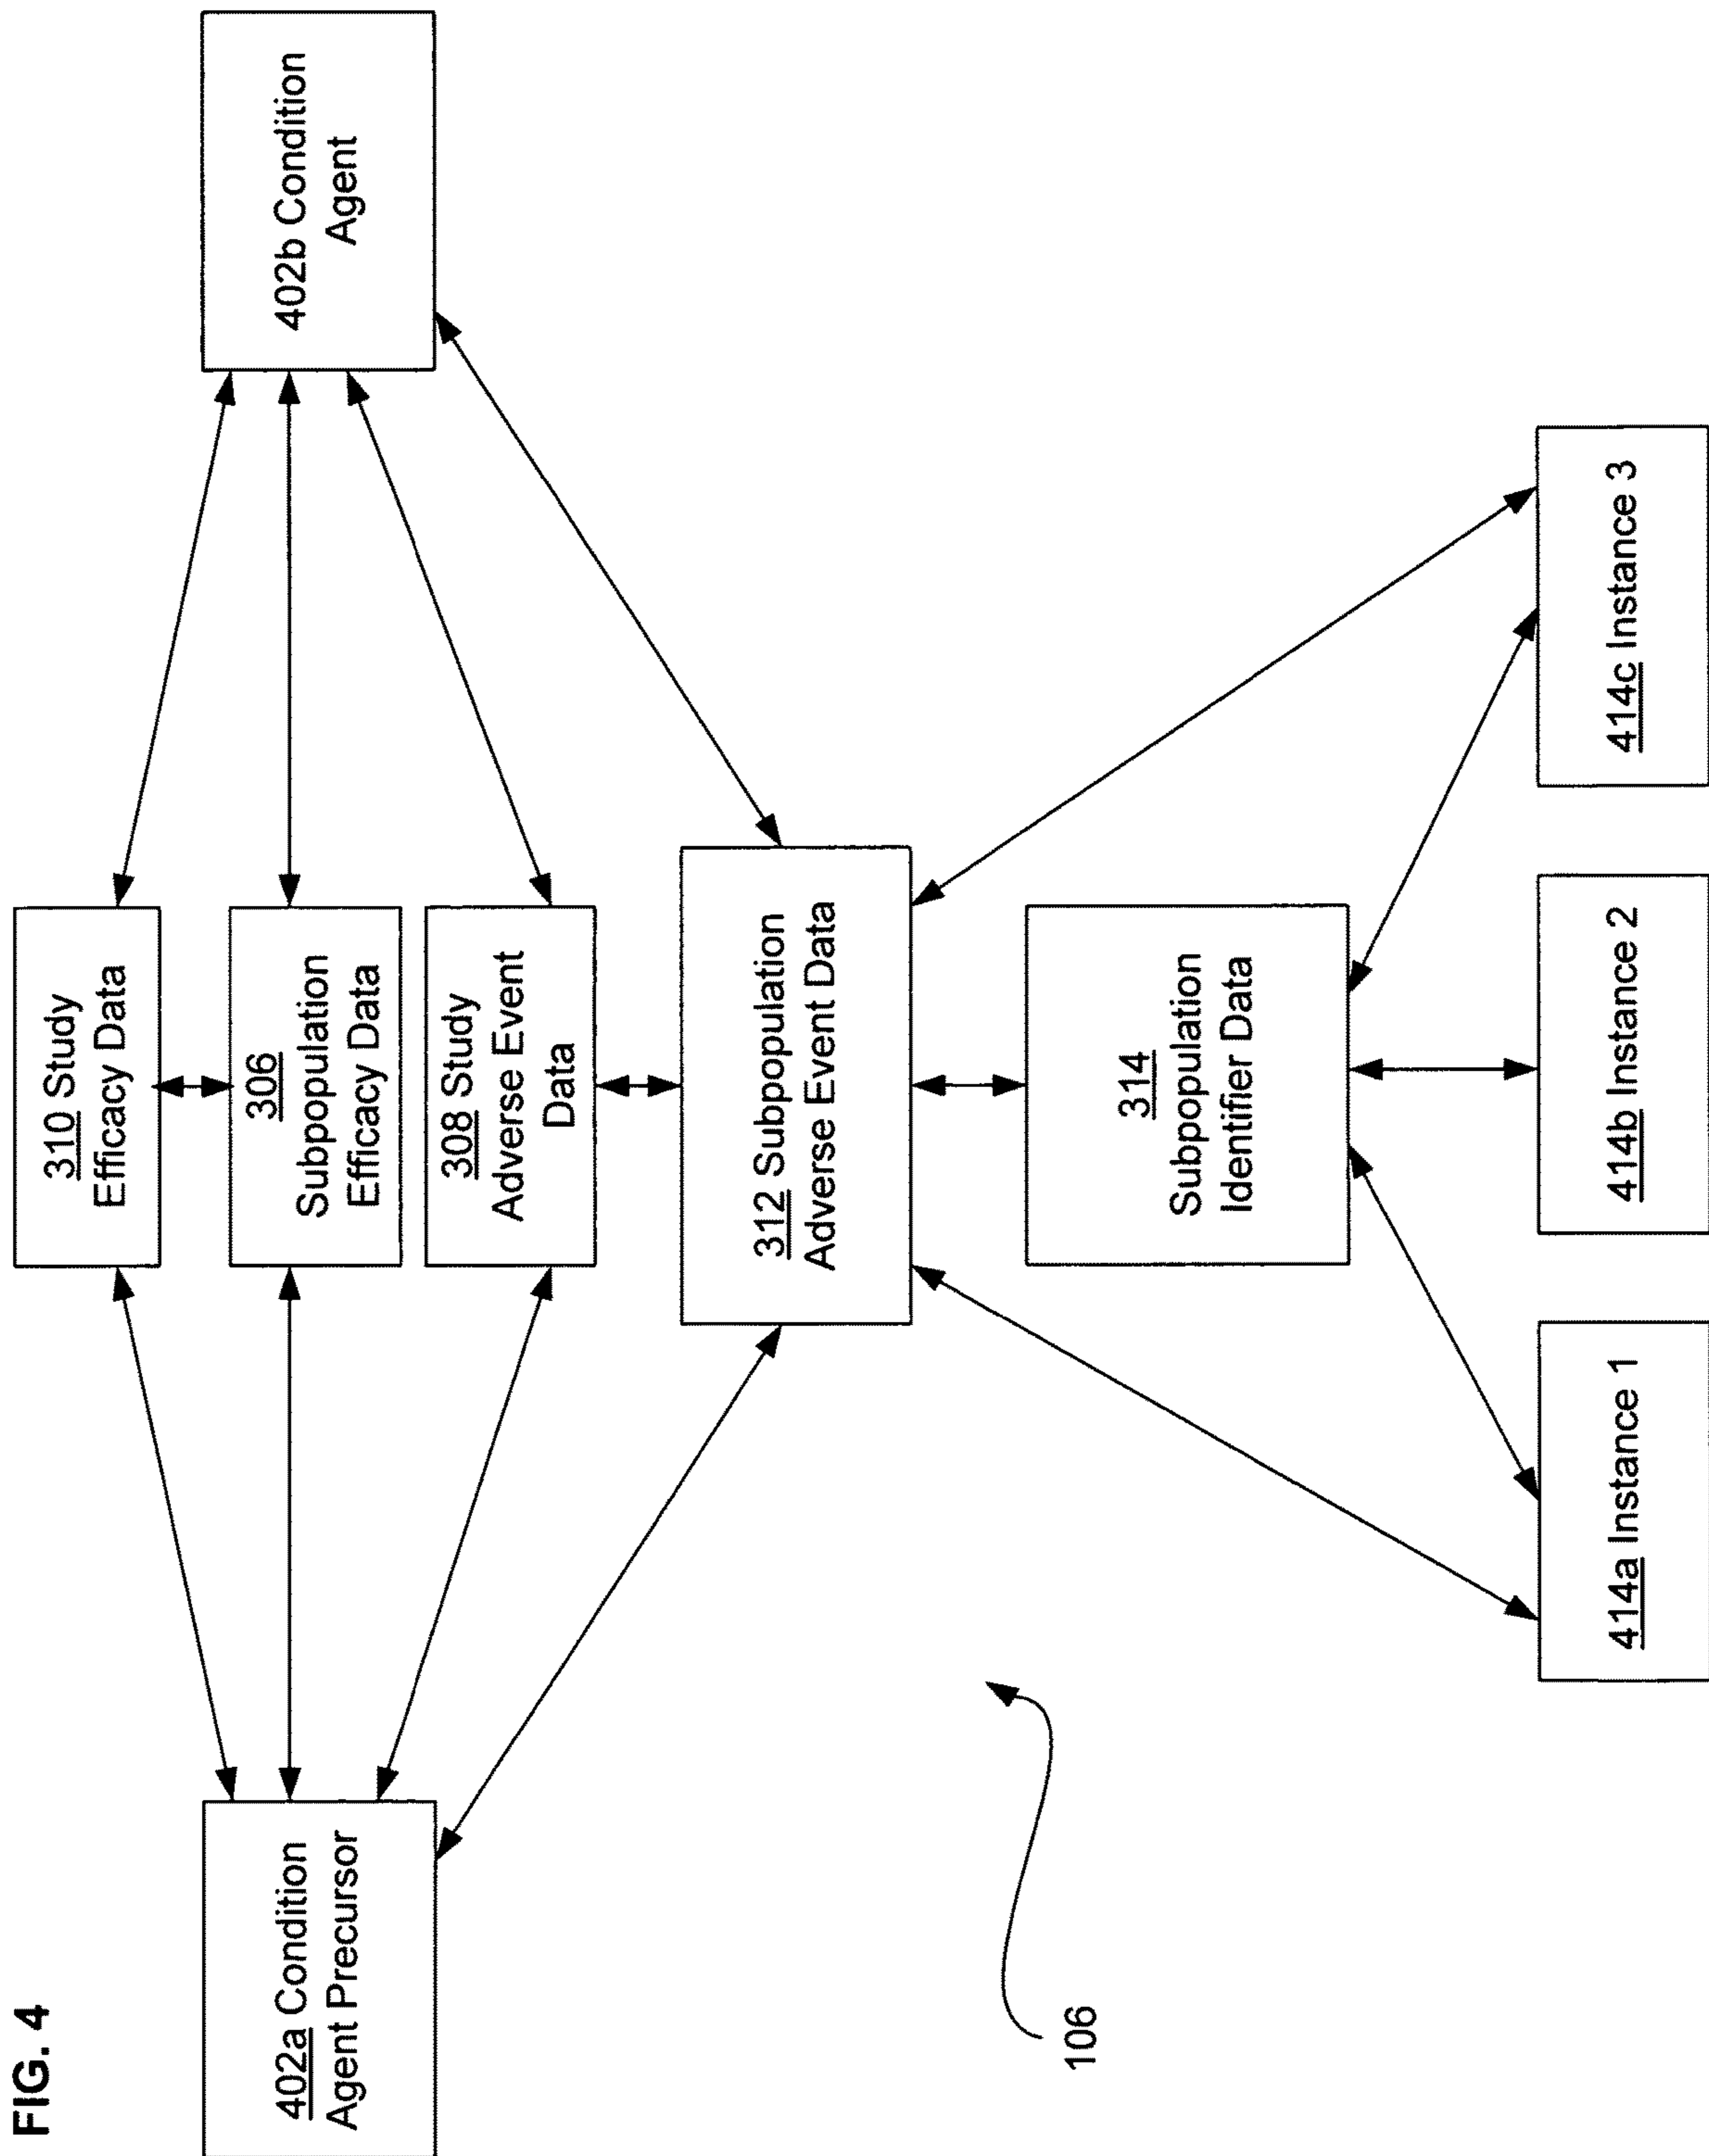 FIG. 4
310 Study
Efficacy Data
402a Condition
Agent Precursor
306
Subpopulation
Efficacy Data
402b Condition
Agent
308 Study
Adverse Event
Data
312 Subpopulation
Adverse Event Data
106
314
Subpopulation
Identifier Data
414a Instance 1
414b Instance 2
414c Instance 3